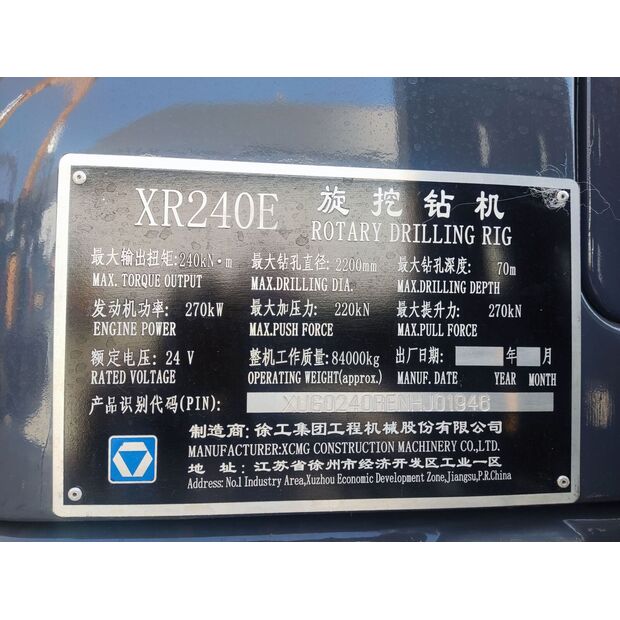 XR240E 旋挖钻机
ROTARY DRILLING RIG
最大输出扭矩:240kN·m 最大钻孔直径: 2200mm 最大钻孔深度: 70m
MAX. TORQUE OUTPUT MAX.DRILLING DIA. MAX.DRILLING DEPTH
发动机功率: 270kW 最大加压力: 220kN 最大提升力: 270kN
ENGINE POWER MAX.PUSH FORCE MAX.PULL FORCE
额定电压: 24 V 整机工作质量: 84000kg 出厂日期: 年 月
RATED VOLTAGE OPERATING WEIGHT(approx.) MANUF. DATE YEAR MONTH
产品识别代码(PIN):
制造商: 徐工集团工程机械股份有限公司
MANUFACTURER:XCMG CONSTRUCTION MACHINERY CO.,LTD.
地 址: 江苏省徐州市经济开发区工业一区
Address: No.1 Industry Area,Xuzhou Economic Development Zone,Jiangsu,P.R.China